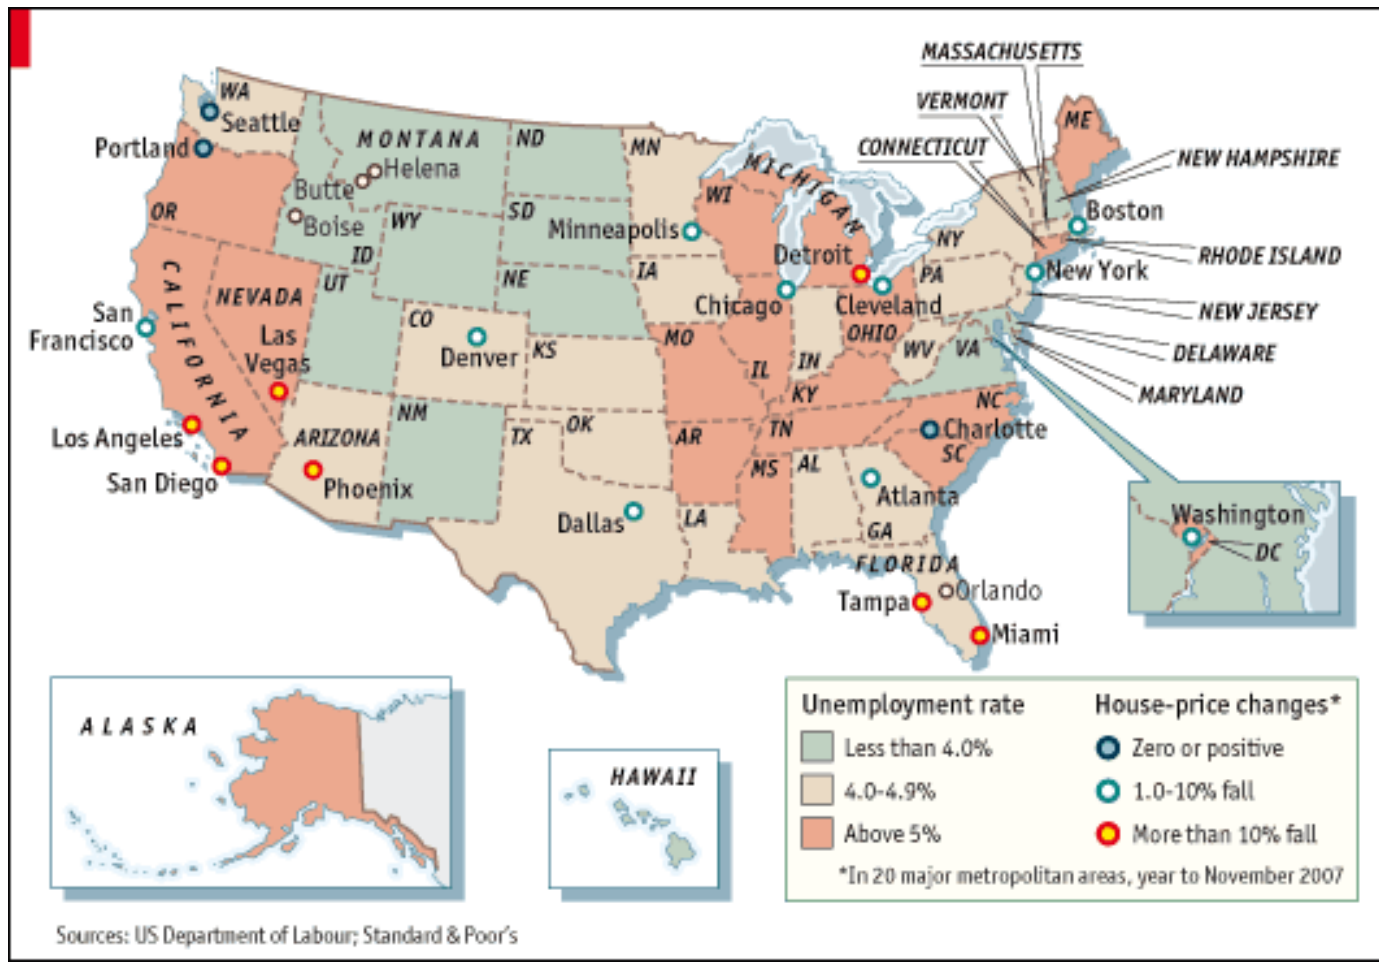 MASSACHUSETTS
VERMONT
CONNECTICUT
WA
Seattle
Portland
MONTANA
Helena
Butte
Boise
ND
MN
MICHIGAN
ME
NEW HAMPSHIRE
OR
ID
WY
SD
Minneapolis
WI
Detroit
NY
Boston
RHODE ISLAND
CALIFORNIA
NEVADA
UT
NE
IA
Chicago
Cleveland
PA
New York
NEW JERSEY
San
Francisco
Las
Vegas
CO
Denver
KS
MO
IL
IN
OHIO
WV
VA
DELAWARE
MARYLAND
KY
Los Angeles
San Diego
ARIZONA
Phoenix
NM
TX
OK
AR
TN
NC
Charlotte
SC
MS
AL
Atlanta
GA
Dallas
LA
FLORIDA
Orlando
Tampa
Miami
Washington
DC
ALASKA
HAWAII
Unemployment rate
Less than 4.0%
4.0-4.9%
Above 5%
House-price changes*
Zero or positive
1.0-10% fall
More than 10% fall
*In 20 major metropolitan areas, year to November 2007
Sources: US Department of Labour; Standard & Poor's